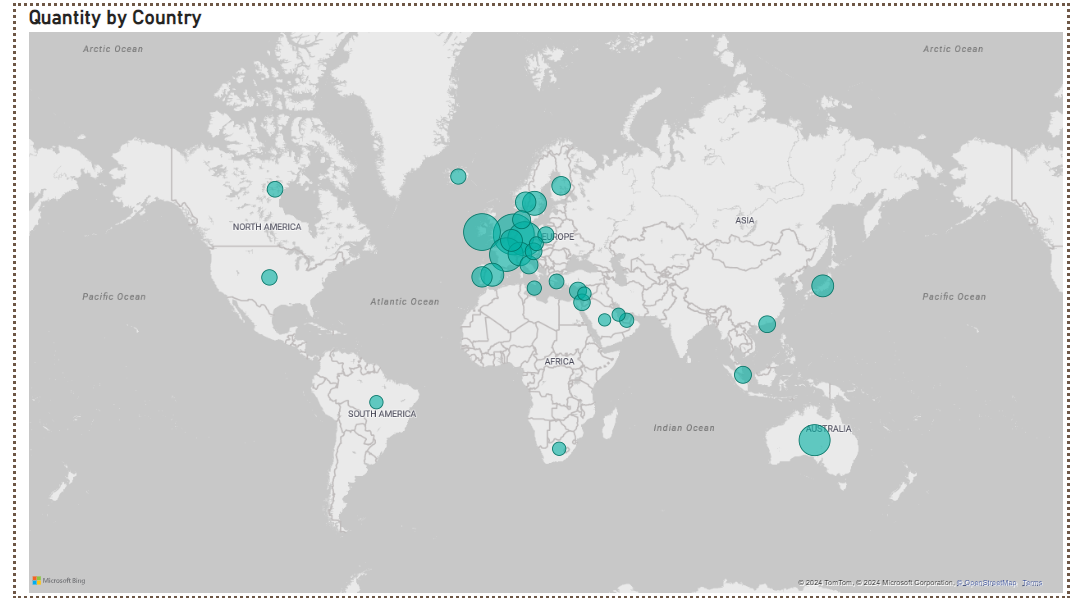 Quantity by Country
Arctic Ocean
Arctic Ocean
NORTH AMERICA
ASIA
EUROPE
Pacific Ocean
Atlantic Ocean
Pacific Ocean
AFRICA
SOUTH AMERICA
Indian Ocean
AUSTRALIA
Microsoft Bing
© 2024 TomTom, © 2024 Microsoft Corporation, © OpenStreetMap Terms